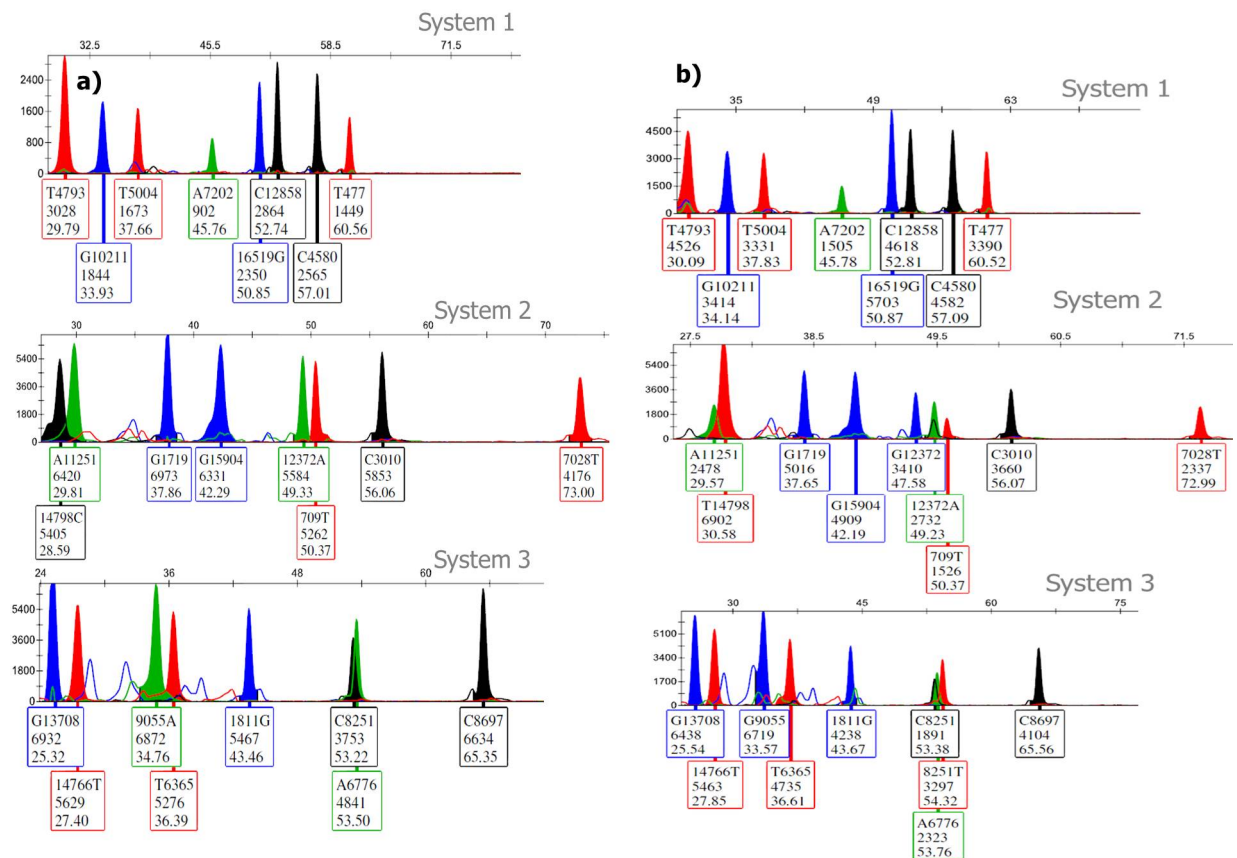 System 1
32.5 45.5 58.5 71.5
a)
2400
1600
800
0
T4793
3028
29.79
T5004
1673
37.66
A7202
902
45.76
C12858
2864
52.74
T477
1449
60.56
G10211
1844
33.93
16519G
2350
50.85
C4580
2565
57.01
System 2
30 40 50 60 70
5400
3600
1800
0
A11251
6420
29.81
G1719
6973
37.86
G15904
6331
42.29
12372A
5584
49.33
C3010
5853
56.06
7028T
4176
73.00
14798C
5405
28.59
709T
5262
50.37
System 3
24 36 48 60
5400
3600
1800
0
G13708
6932
25.32
9055A
6872
34.76
1811G
5467
43.46
C8251
3753
53.22
C8697
6634
65.35
14766T
5629
27.40
T6365
5276
36.39
A6776
4841
53.50
b)
System 1
35 49 63
4500
3000
1500
0
T4793
4526
30.09
T5004
3331
37.83
A7202
1505
45.78
C12858
4618
52.81
T477
3390
60.52
G10211
3414
34.14
16519G
5703
50.87
C4580
4582
57.09
System 2
27.5 38.5 49.5 60.5 71.5
5400
3600
1800
0
A11251
2478
29.57
G1719
5016
37.65
G12372
3410
47.58
C3010
3660
56.07
7028T
2337
72.99
T14798
6902
30.58
G15904
4909
42.19
12372A
2732
49.23
709T
1526
50.37
System 3
30 45 60 75
5100
3400
1700
0
G13708
6438
25.54
G9055
6719
33.57
1811G
4238
43.67
C8251
1891
53.38
C8697
4104
65.56
14766T
5463
27.85
T6365
4735
36.61
8251T
3297
54.32
A6776
2323
53.76